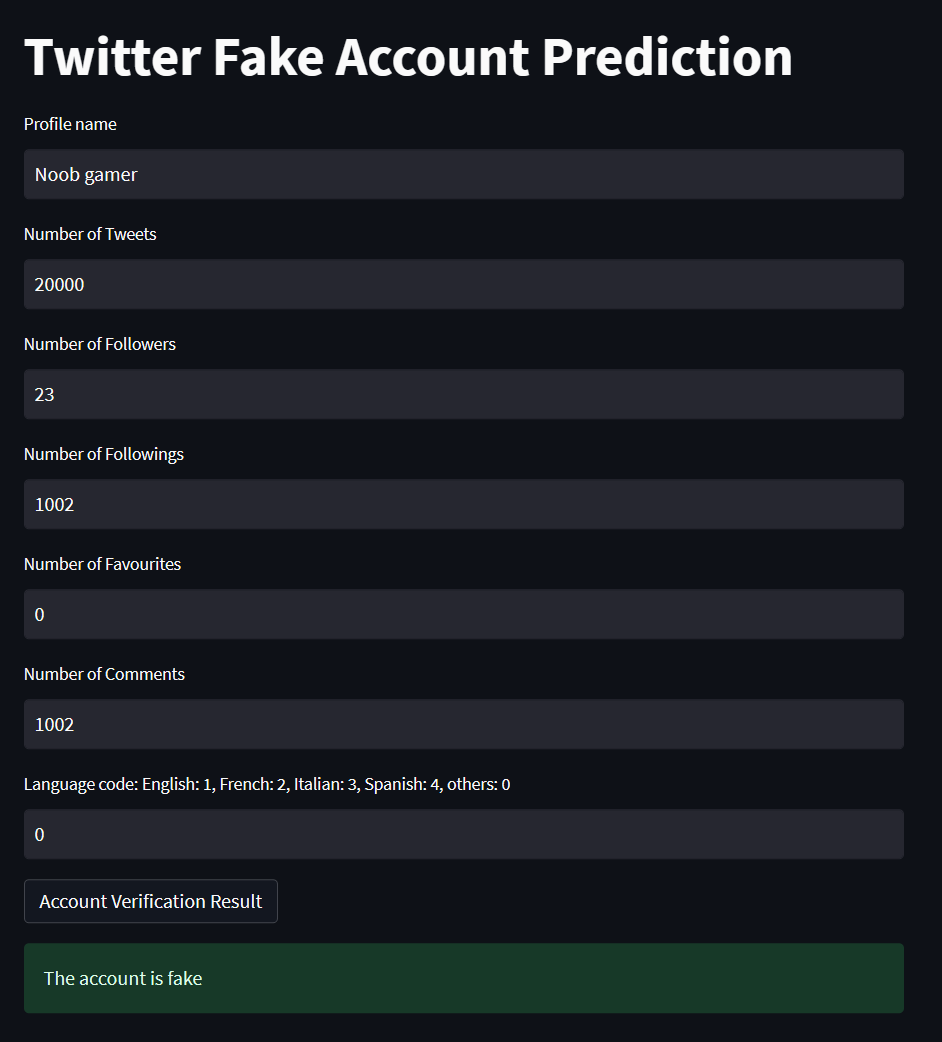 Twitter Fake Account Prediction
Profile name
Noob gamer
Number of Tweets
20000
Number of Followers
23
Number of Followings
1002
Number of Favourites
0
Number of Comments
1002
Language code: English: 1, French: 2, Italian: 3, Spanish: 4, others: 0
0
Account Verification Result
The account is fake